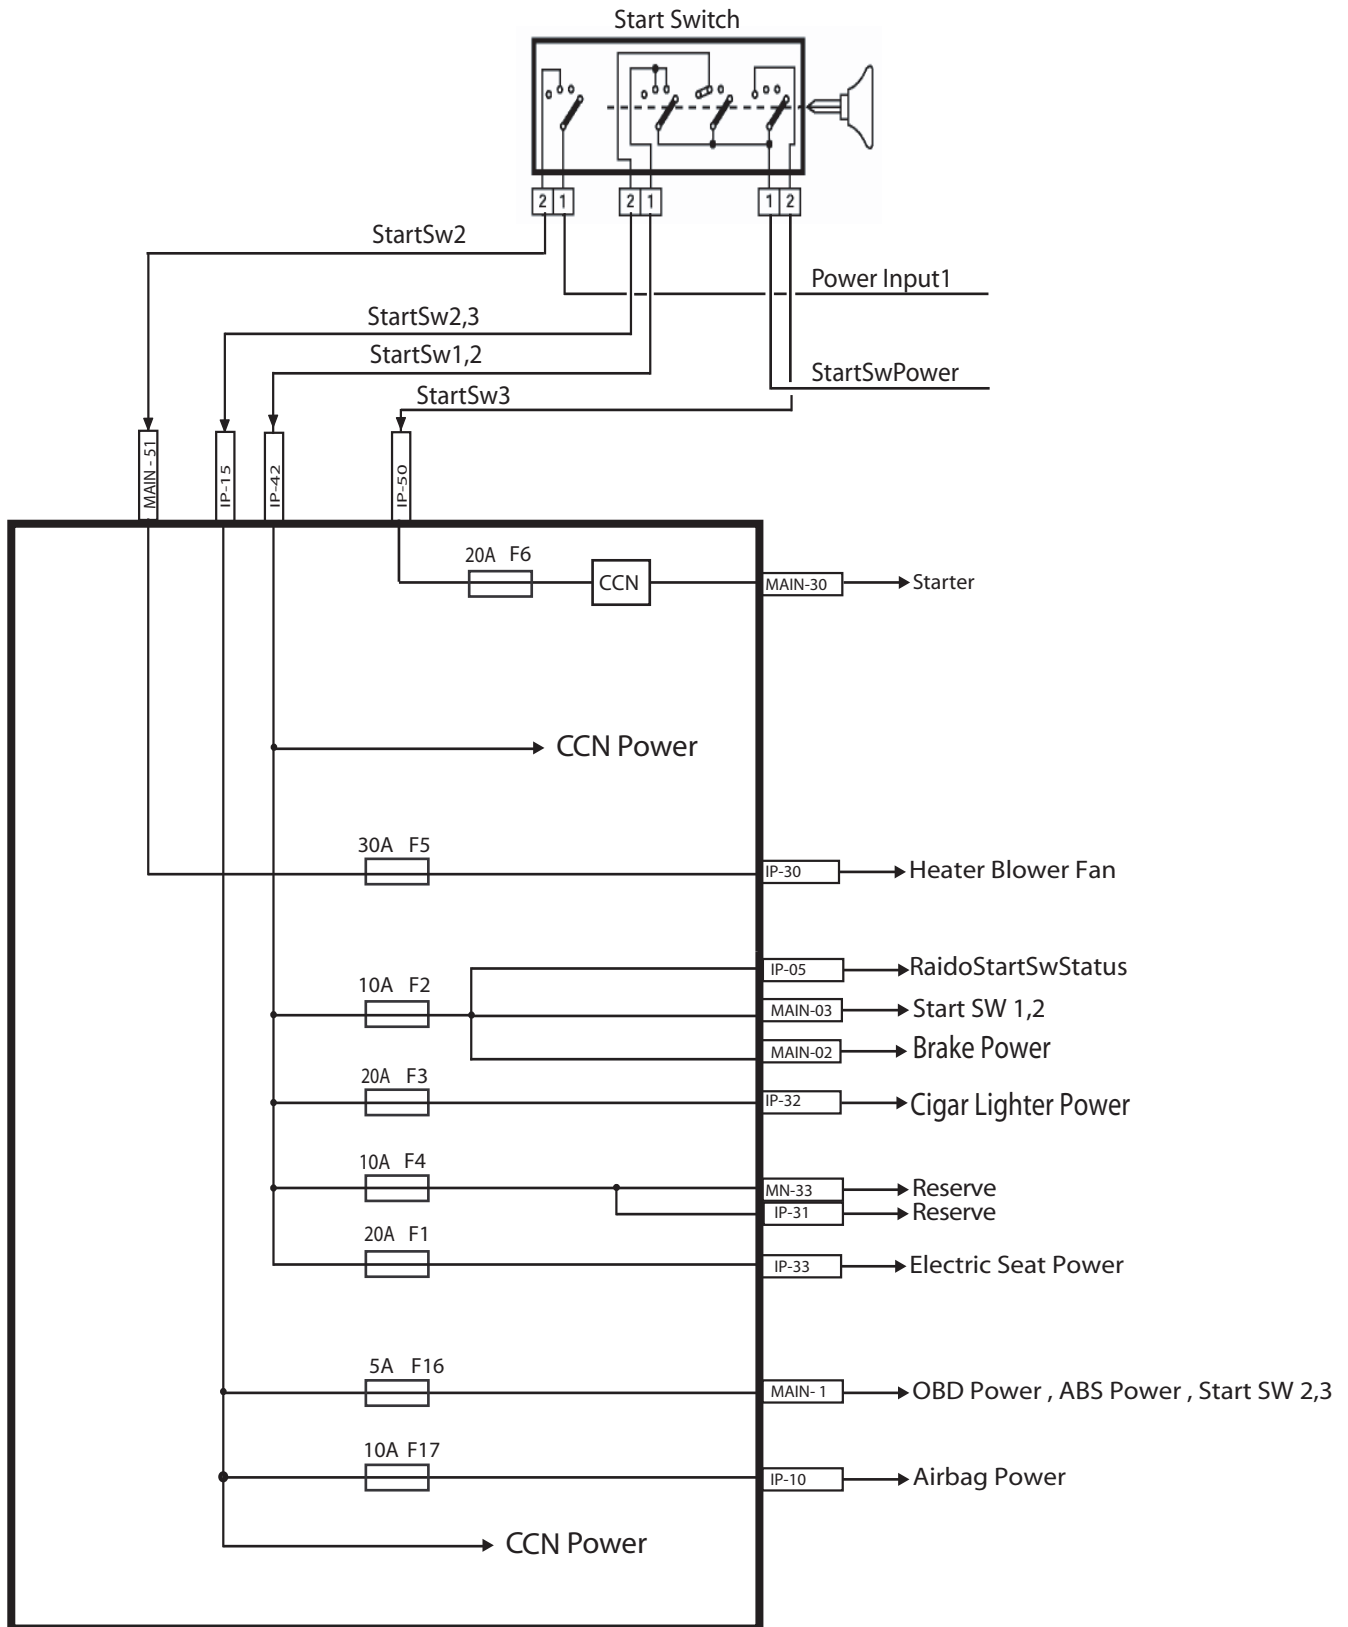 Start Switch
2 1 2 1 1 2
StartSw2
Power Input1
StartSw2,3
StartSw1,2
StartSwPower
StartSw3
MAIN - 51
IP-15
IP-42
IP-50
20A F6
CCN
MAIN-30
Starter
CCN Power
30A F5
IP-30
Heater Blower Fan
IP-05
RaidoStartSwStatus
10A F2
MAIN-03
Start SW 1,2
MAIN-02
Brake Power
20A F3
IP-32
Cigar Lighter Power
10A F4
MN-33
Reserve
IP-31
Reserve
20A F1
IP-33
Electric Seat Power
5A F16
MAIN- 1
OBD Power , ABS Power , Start SW 2,3
10A F17
IP-10
Airbag Power
CCN Power